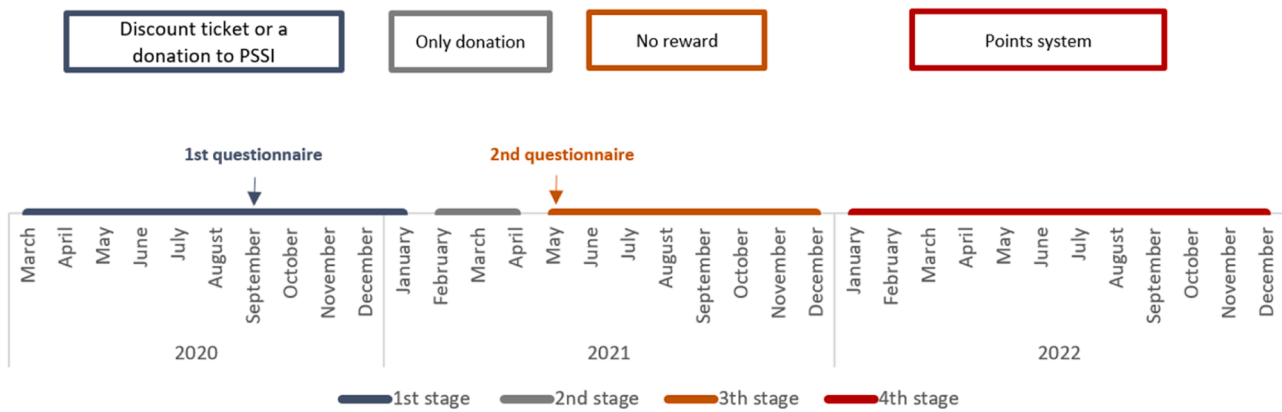 Discount ticket or a
donation to PSSI
Only donation
No reward
Points system
1st questionnaire
2nd questionnaire
March
April
May
June
July
August
September
October
November
December
January
February
March
April
May
June
July
August
September
October
November
December
January
February
March
April
May
June
July
August
September
October
November
December
2020
2021
2022
1st stage
2nd stage
3th stage
4th stage